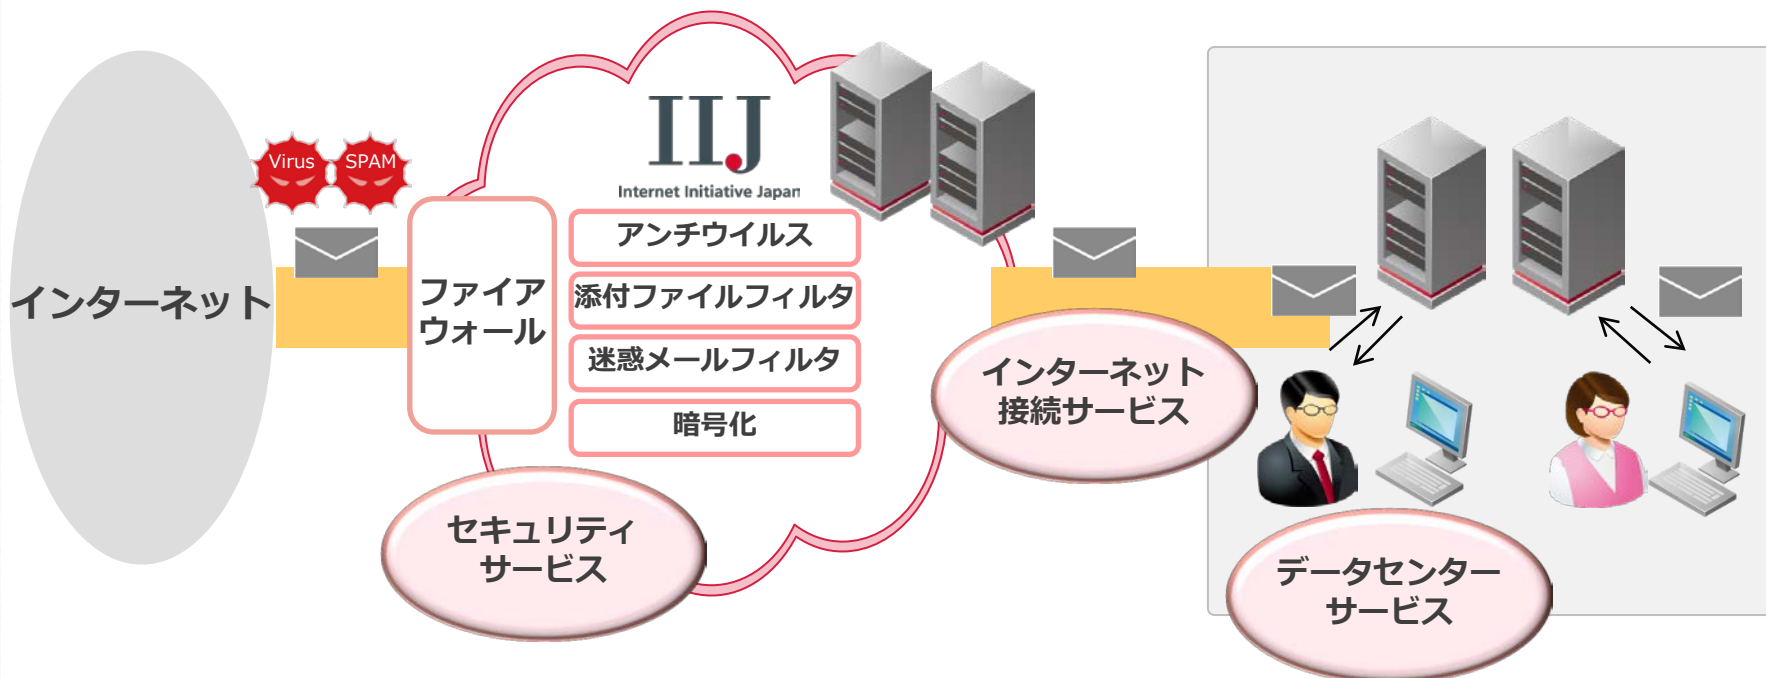 インターネット
Virus
SPAM
ファイア
ウォール
IIJ
Internet Initiative Japan
アンチウイルス
添付ファイルフィルタ
迷惑メールフィルタ
暗号化
セキュリティ
サービス
インターネット
接続サービス
データセンター
サービス